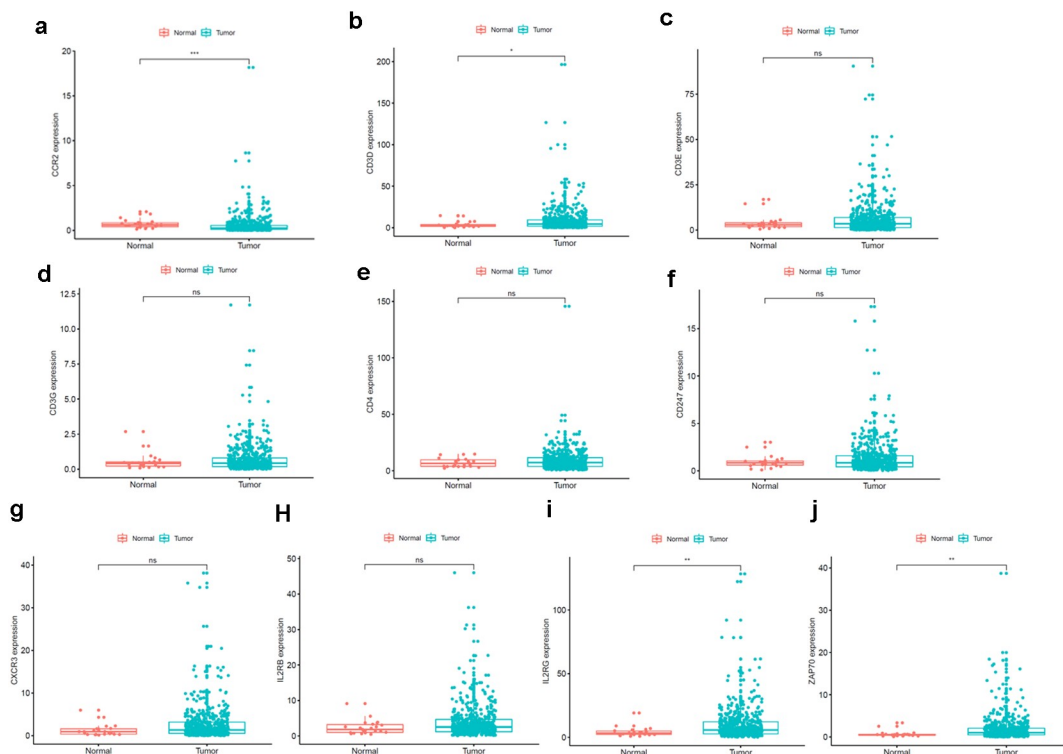 a
Normal Tumor
***
20
15
10
5
0
CCR2 expression
Normal Tumor
b
Normal Tumor
*
200
150
100
50
0
CD3D expression
Normal Tumor
c
Normal Tumor
ns
75
50
25
0
CD3E expression
Normal Tumor
d
Normal Tumor
ns
12.5
10.0
7.5
5.0
2.5
0.0
CD3G expression
Normal Tumor
e
Normal Tumor
ns
150
100
50
0
CD4 expression
Normal Tumor
f
Normal Tumor
ns
15
10
5
0
CD247 expression
Normal Tumor
g
Normal Tumor
ns
40
30
20
10
0
CXCR3 expression
Normal Tumor
H
Normal Tumor
ns
50
40
30
20
10
0
IL2RB expression
Normal Tumor
i
Normal Tumor
**
100
50
0
IL2RG expression
Normal Tumor
j
Normal Tumor
**
40
30
20
10
0
ZAP70 expression
Normal Tumor